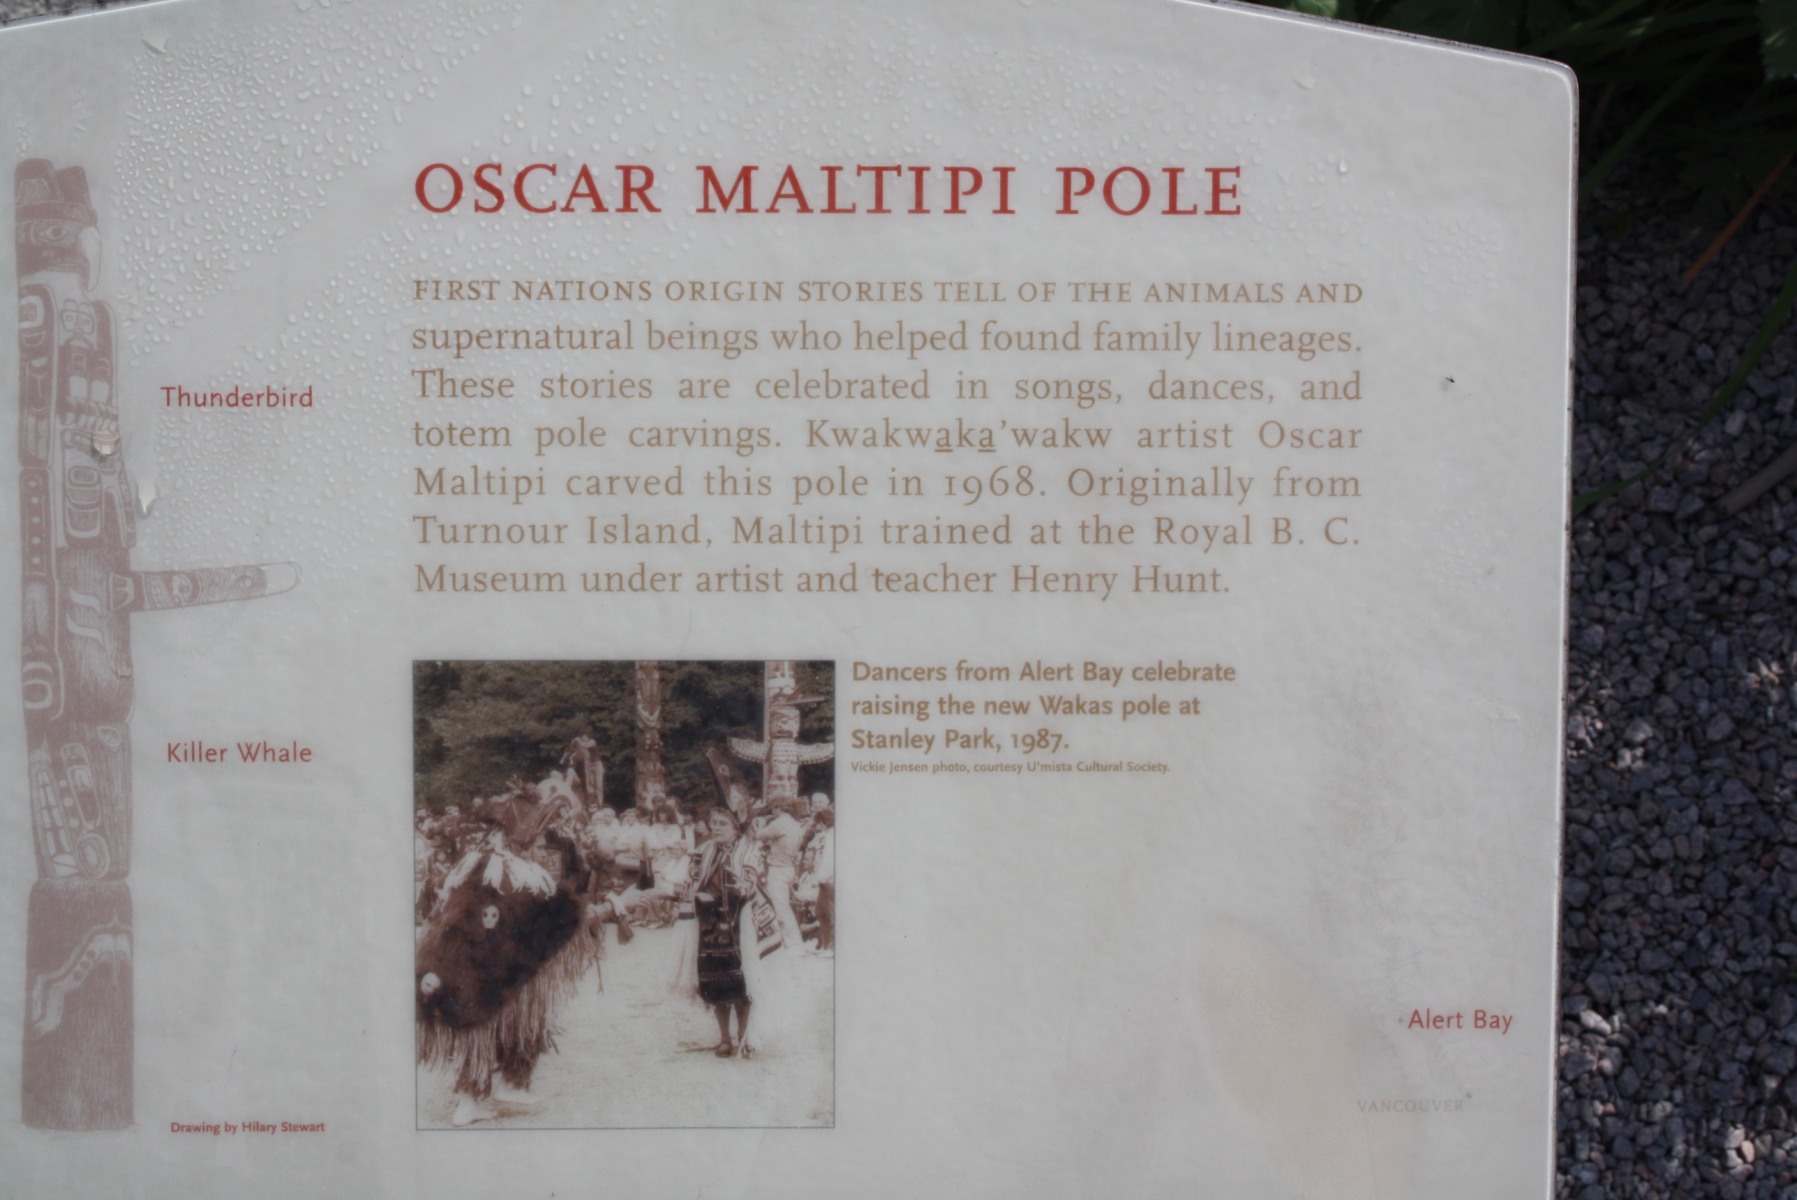 OSCAR MALTIPI POLE
FIRST NATIONS ORIGIN STORIES TELL OF THE ANIMALS AND
supernatural beings who helped found family lineages.
These stories are celebrated in songs, dances, and
totem pole carvings. Kwakwa̲ka̲'wakw artist Oscar
Maltipi carved this pole in 1968. Originally from
Turnour Island, Maltipi trained at the Royal B. C.
Museum under artist and teacher Henry Hunt.
Thunderbird
Killer Whale
Drawing by Hilary Stewart
Dancers from Alert Bay celebrate
raising the new Wakas pole at
Stanley Park, 1987.
Vickie Jensen photo, courtesy U'mista Cultural Society.
Alert Bay
VANCOUVER